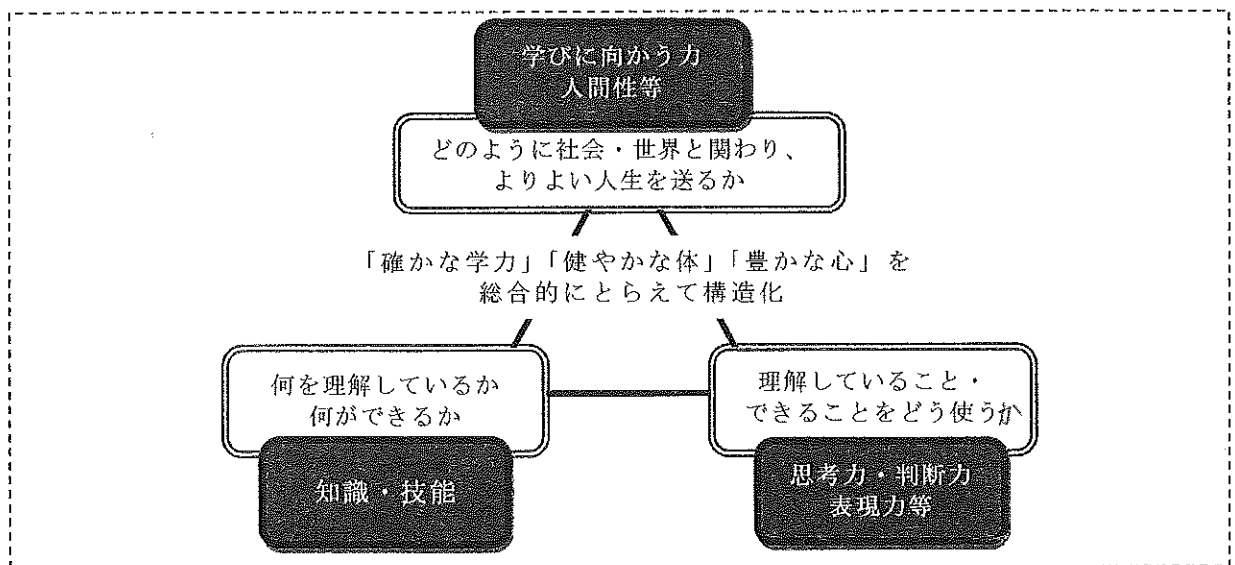 学びに向かう力
人間性等
どのように社会・世界と関わり、
よりよい人生を送るか
「確かな学力」「健やかな体」「豊かな心」を
総合的にとらえて構造化
何を理解しているか
何ができるか
知識・技能
理解していること・
できることをどう使うか
思考力・判断力
表現力等